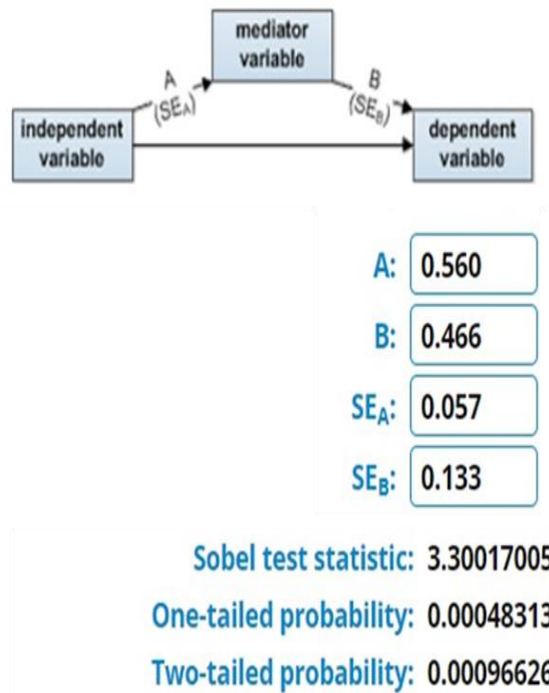 mediator
variable
A
(SEA)
B
(SEB)
independent
variable
dependent
variable
A: 0.560
B: 0.466
SEA: 0.057
SEB: 0.133
Sobel test statistic: 3.30017005
One-tailed probability: 0.00048313
Two-tailed probability: 0.00096626